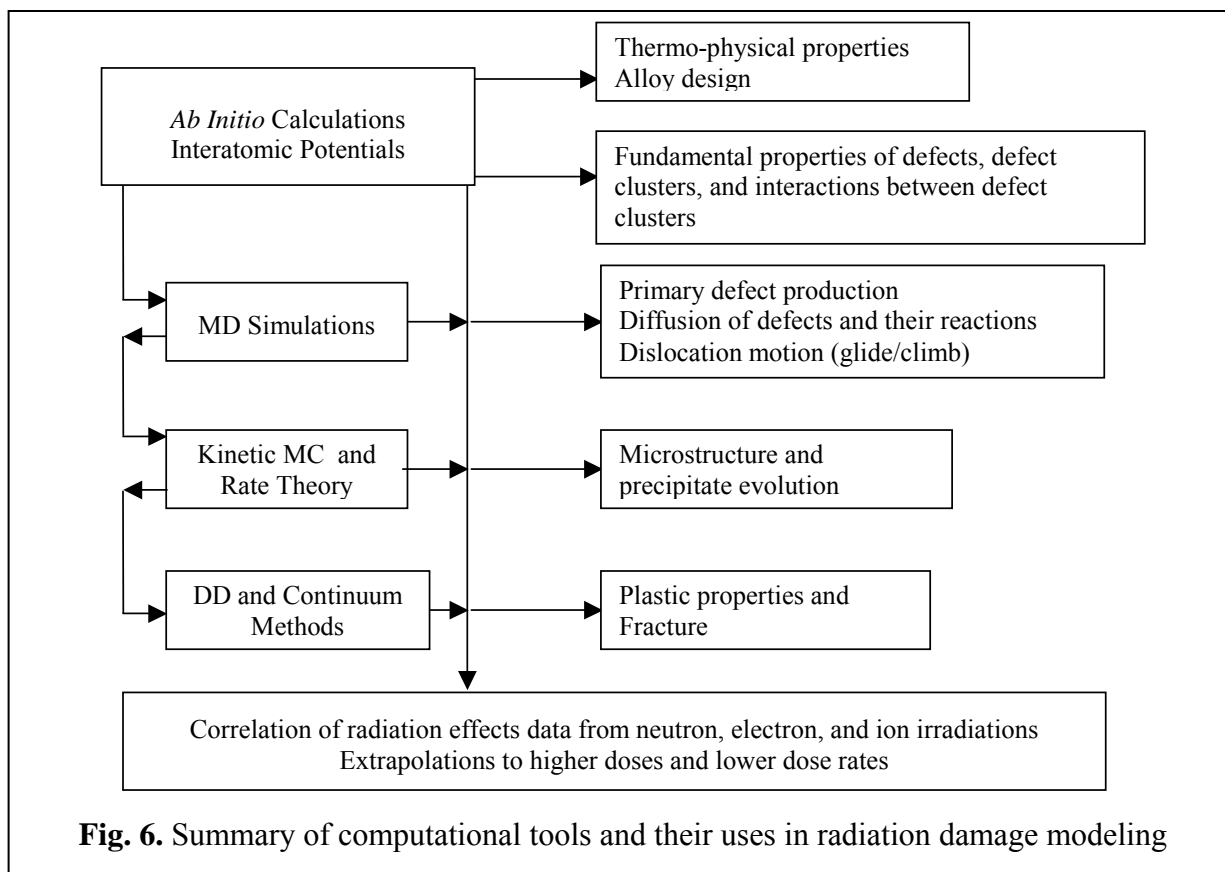 Thermo-physical properties
Alloy design
Ab Initio Calculations
Interatomic Potentials
Fundamental properties of defects, defect
clusters, and interactions between defect
clusters
MD Simulations
Primary defect production
Diffusion of defects and their reactions
Dislocation motion (glide/climb)
Kinetic MC and
Rate Theory
Microstructure and
precipitate evolution
DD and Continuum
Methods
Plastic properties and
Fracture
Correlation of radiation effects data from neutron, electron, and ion irradiations
Extrapolations to higher doses and lower dose rates
Fig. 6. Summary of computational tools and their uses in radiation damage modeling